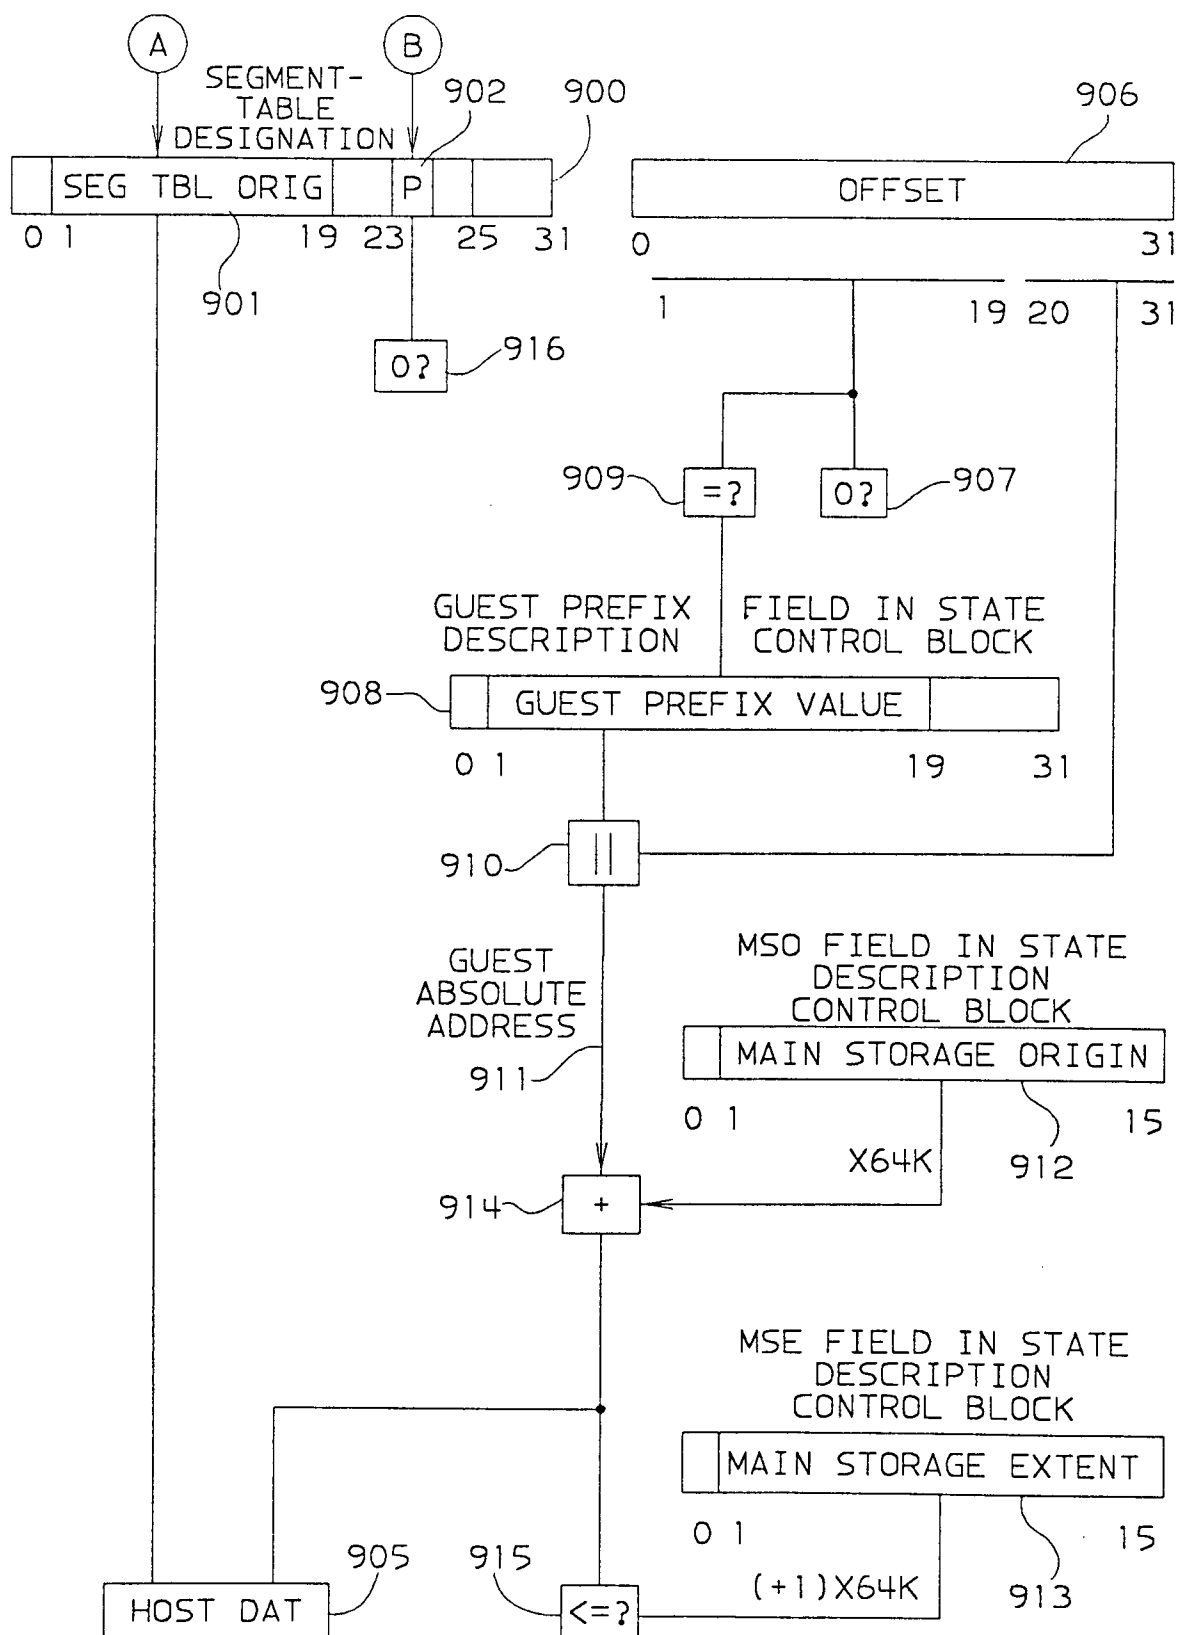 A
B
SEGMENT-
TABLE
DESIGNATION
902
900
906
SEG TBL ORIG
P
OFFSET
0 1 19 23 25 31
0 31
901
1 19 20 31
0?
916
909
=?
0?
907
GUEST PREFIX FIELD IN STATE
DESCRIPTION CONTROL BLOCK
908
GUEST PREFIX VALUE
0 1 19 31
910
||
GUEST
ABSOLUTE
ADDRESS
911
MSO FIELD IN STATE
DESCRIPTION
CONTROL BLOCK
MAIN STORAGE ORIGIN
0 1 15
X64K
912
914
+
MSE FIELD IN STATE
DESCRIPTION
CONTROL BLOCK
MAIN STORAGE EXTENT
0 1 15
(+1)X64K
913
905
915
HOST DAT
<=?